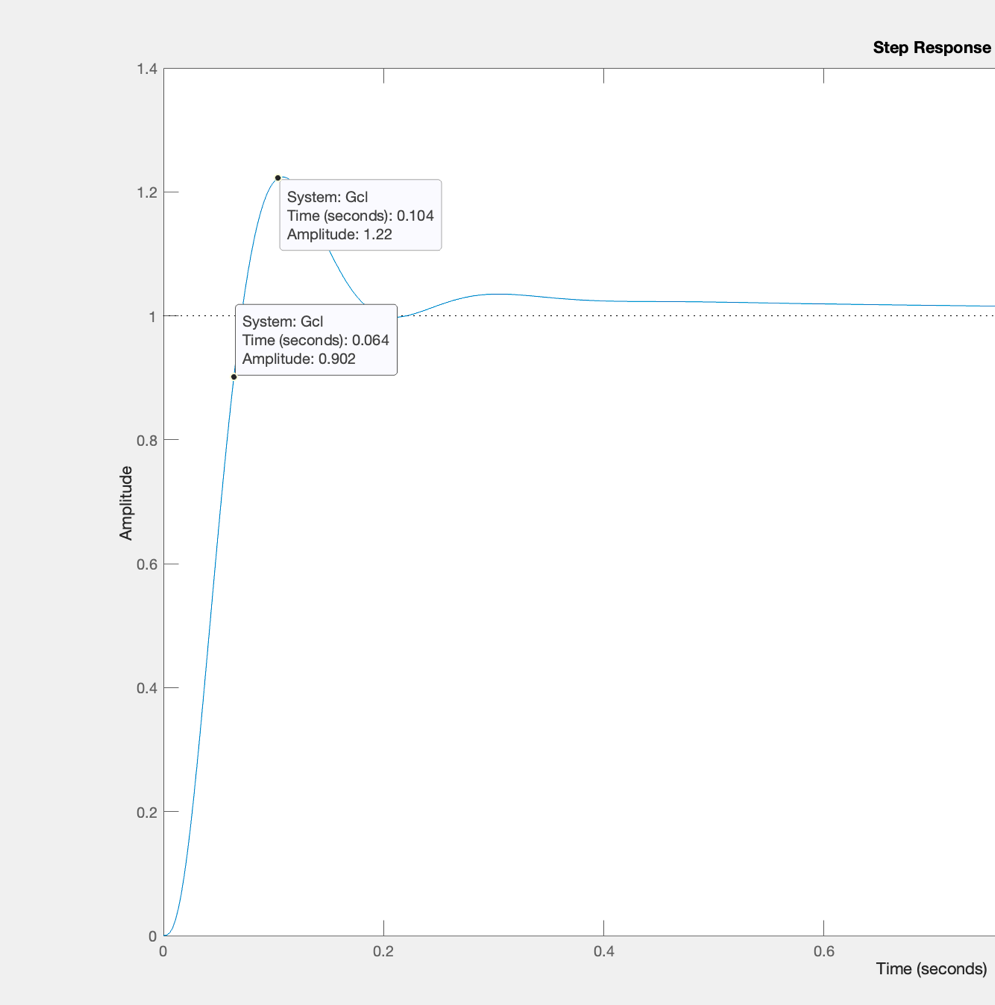 Step Response
1.4
1.2
System: Gcl
Time (seconds): 0.104
Amplitude: 1.22
1
System: Gcl
Time (seconds): 0.064
Amplitude: 0.902
0.8
Amplitude
0.6
0.4
0.2
0
0 0.2 0.4 0.6
Time (seconds)